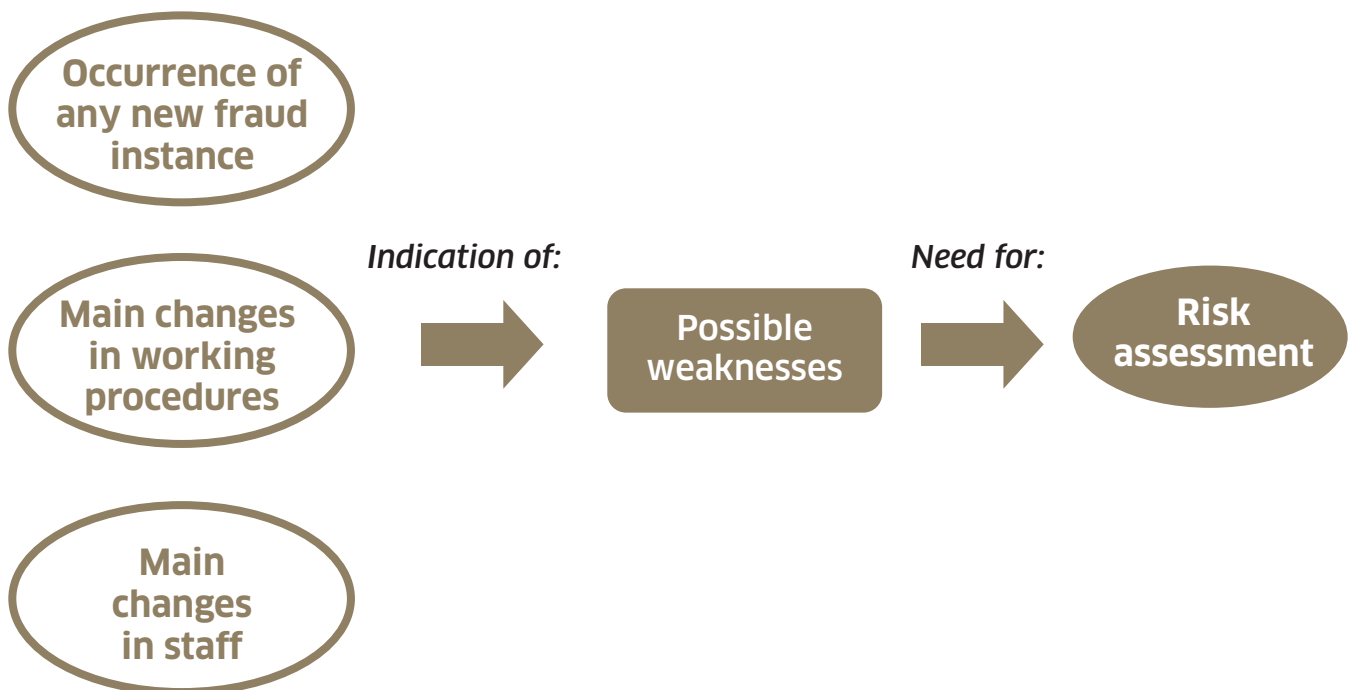 Occurrence of
any new fraud
instance
Main changes
in working
procedures
Main
changes
in staff
Indication of:
Possible
weaknesses
Need for:
Risk
assessment